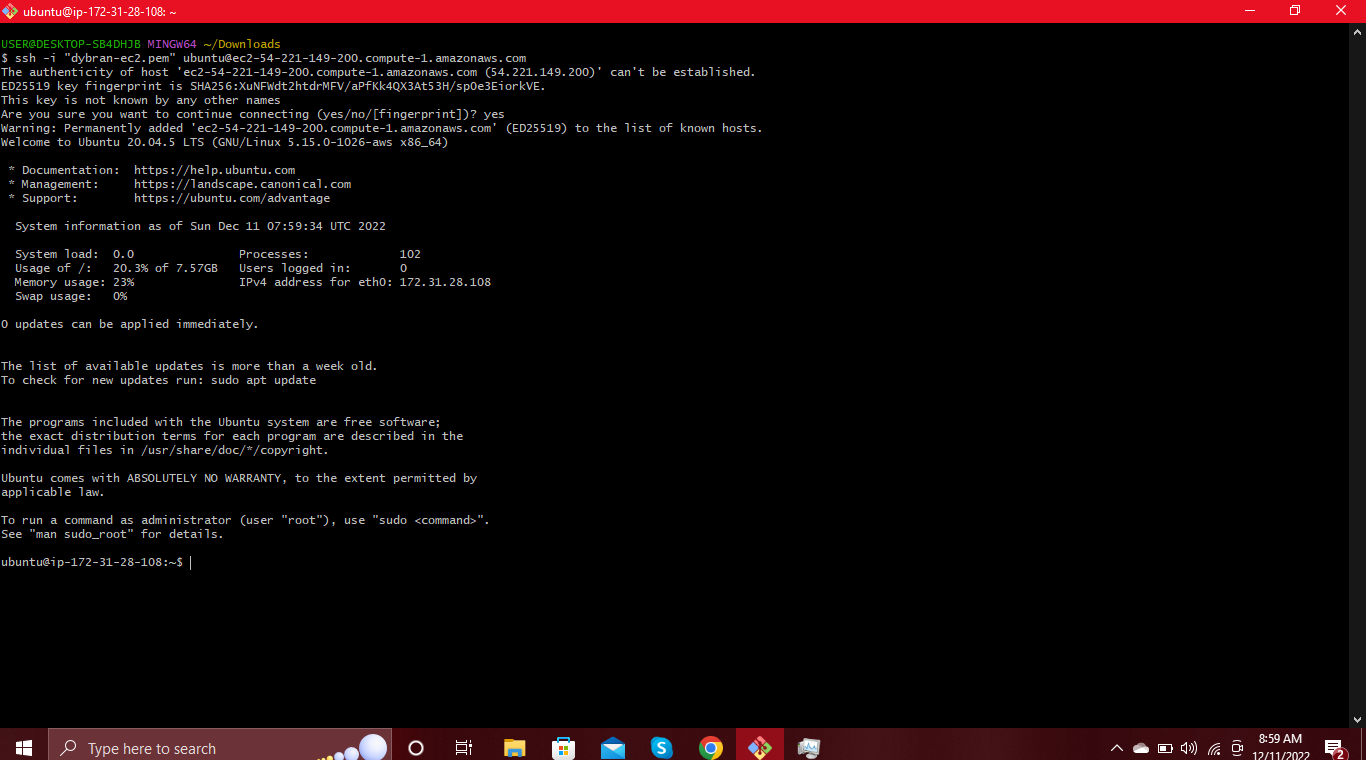 ubuntu@ip-172-31-28-108: ~
USER@DESKTOP-SB4DHJB MINGW64 ~/Downloads
$ ssh -i "dybran-ec2.pem" ubuntu@ec2-54-221-149-200.compute-1.amazonaws.com
The authenticity of host 'ec2-54-221-149-200.compute-1.amazonaws.com (54.221.149.200)' can't be established.
ED25519 key fingerprint is SHA256:XuNFWdt2htdrMFV/aPfKk4QX3At53H/spOe3EiorkVE.
This key is not known by any other names
Are you sure you want to continue connecting (yes/no/[fingerprint])? yes
Warning: Permanently added 'ec2-54-221-149-200.compute-1.amazonaws.com' (ED25519) to the list of known hosts.
Welcome to Ubuntu 20.04.5 LTS (GNU/Linux 5.15.0-1026-aws x86_64)
* Documentation:  https://help.ubuntu.com
* Management:     https://landscape.canonical.com
* Support:        https://ubuntu.com/advantage
System information as of Sun Dec 11 07:59:34 UTC 2022
System load:  0.0               Processes:             102
Usage of /:   20.3% of 7.57GB   Users logged in:       0
Memory usage: 23%               IPv4 address for eth0: 172.31.28.108
Swap usage:   0%
0 updates can be applied immediately.
The list of available updates is more than a week old.
To check for new updates run: sudo apt update
The programs included with the Ubuntu system are free software;
the exact distribution terms for each program are described in the
individual files in /usr/share/doc/*/copyright.
Ubuntu comes with ABSOLUTELY NO WARRANTY, to the extent permitted by
applicable law.
To run a command as administrator (user "root"), use "sudo <command>".
See "man sudo_root" for details.
ubuntu@ip-172-31-28-108:~$
Type here to search
8:59 AM
12/11/2022
2